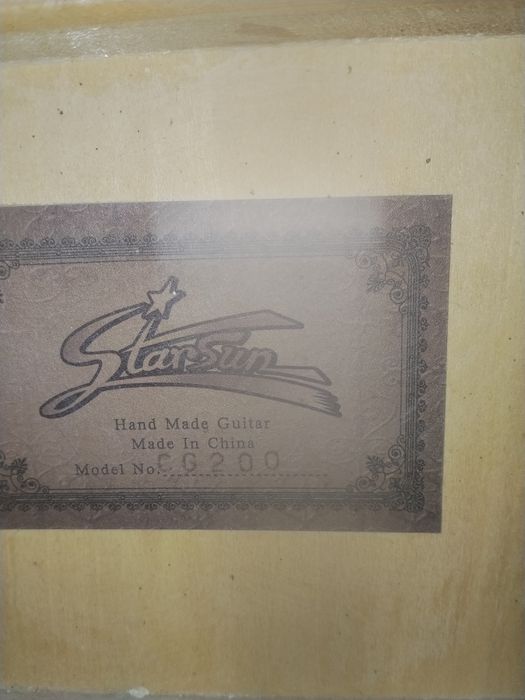 StarSun
Hand Made Guitar
Made In China
Model No: CG200